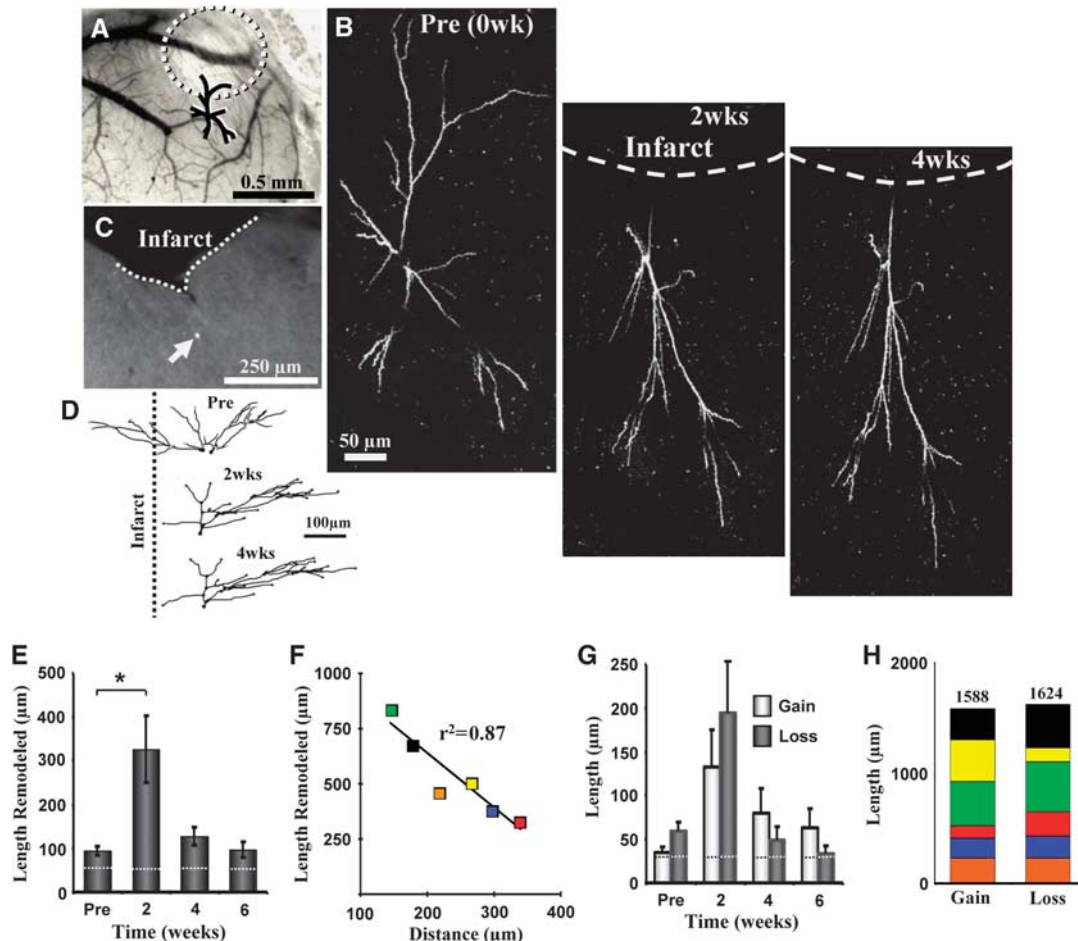 A
0.5 mm
B
Pre (0wk)
2wks
Infarct
4wks
50 µm
C
Infarct
250 µm
D
Pre
2wks
100µm
4wks
Infarct
E
Length Remodeled (µm)
500
400
300
200
100
0
*
Pre 2 4 6
Time (weeks)
F
Length Remodeled (µm)
1000
750
500
250
r²=0.87
100 200 300 400
Distance (µm)
G
Length (µm)
250
200
150
100
50
0
Gain
Loss
Pre 2 4 6
Time (weeks)
H
Length (µm)
2000
1000
0
1588
1624
Gain Loss